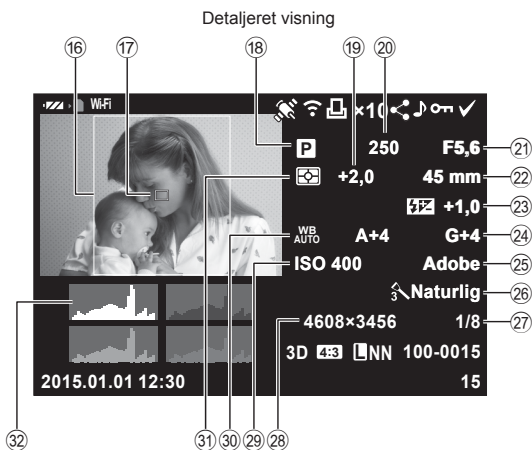 Detaljeret visning
⑯ ⑰ ⑱ ⑲ ⑳
Wi-Fi ×10
P 250 F5,6 ㉑
+2,0 45 mm ㉒
+1,0 ㉓
WB AUTO A+4 G+4 ㉔
ISO 400 Adobe ㉕
3 Naturlig ㉖
4608×3456 1/8 ㉗
3D 4:3 LNN 100-0015
2015.01.01 12:30 15
㉜ ㉛ ㉚ ㉙ ㉘